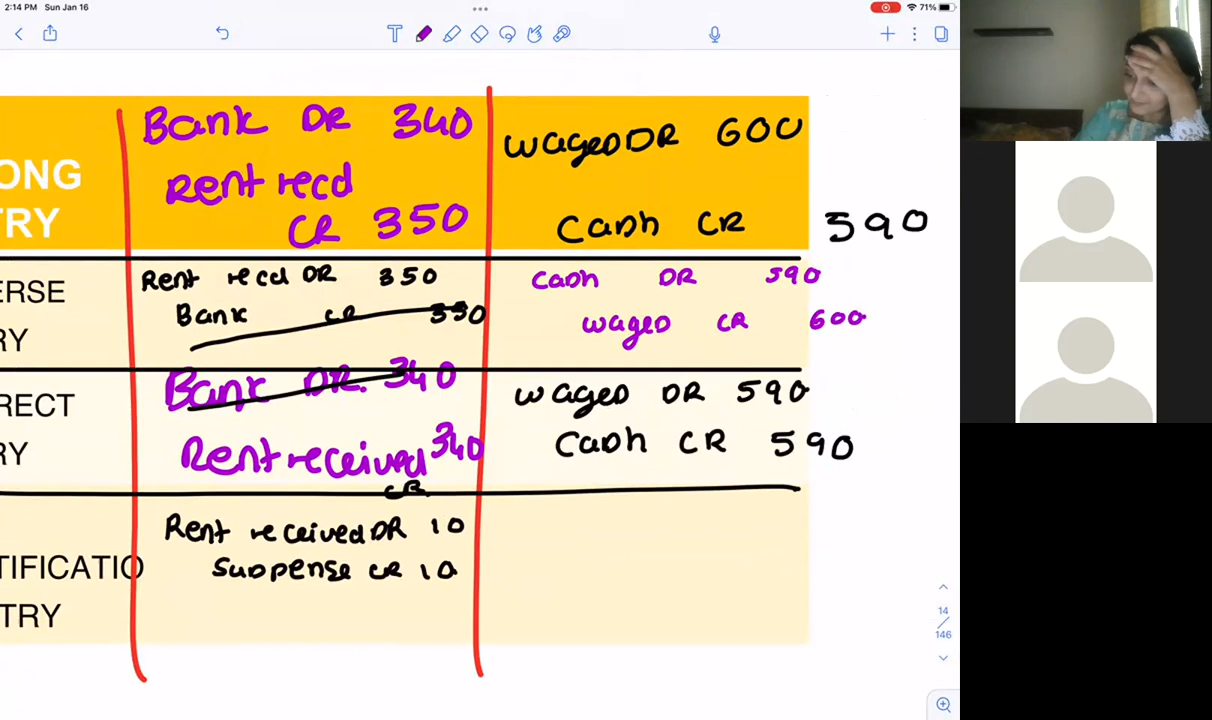 2:14 PM Sun Jan 16
71%
ONG
TRY
Bank DR 340
Rent recd
CR 350
Wages DR 600
Cash CR 590
ERSE
RY
Rent recd DR 350
Bank CR 350
Cash DR 590
Wages CR 600
RECT
RY
Bank DR. 340
Rent received 340
CR
Wages DR 590
Cash CR 590
TIFICATIO
TRY
Rent received DR 10
Suspense CR 10
14
/
146